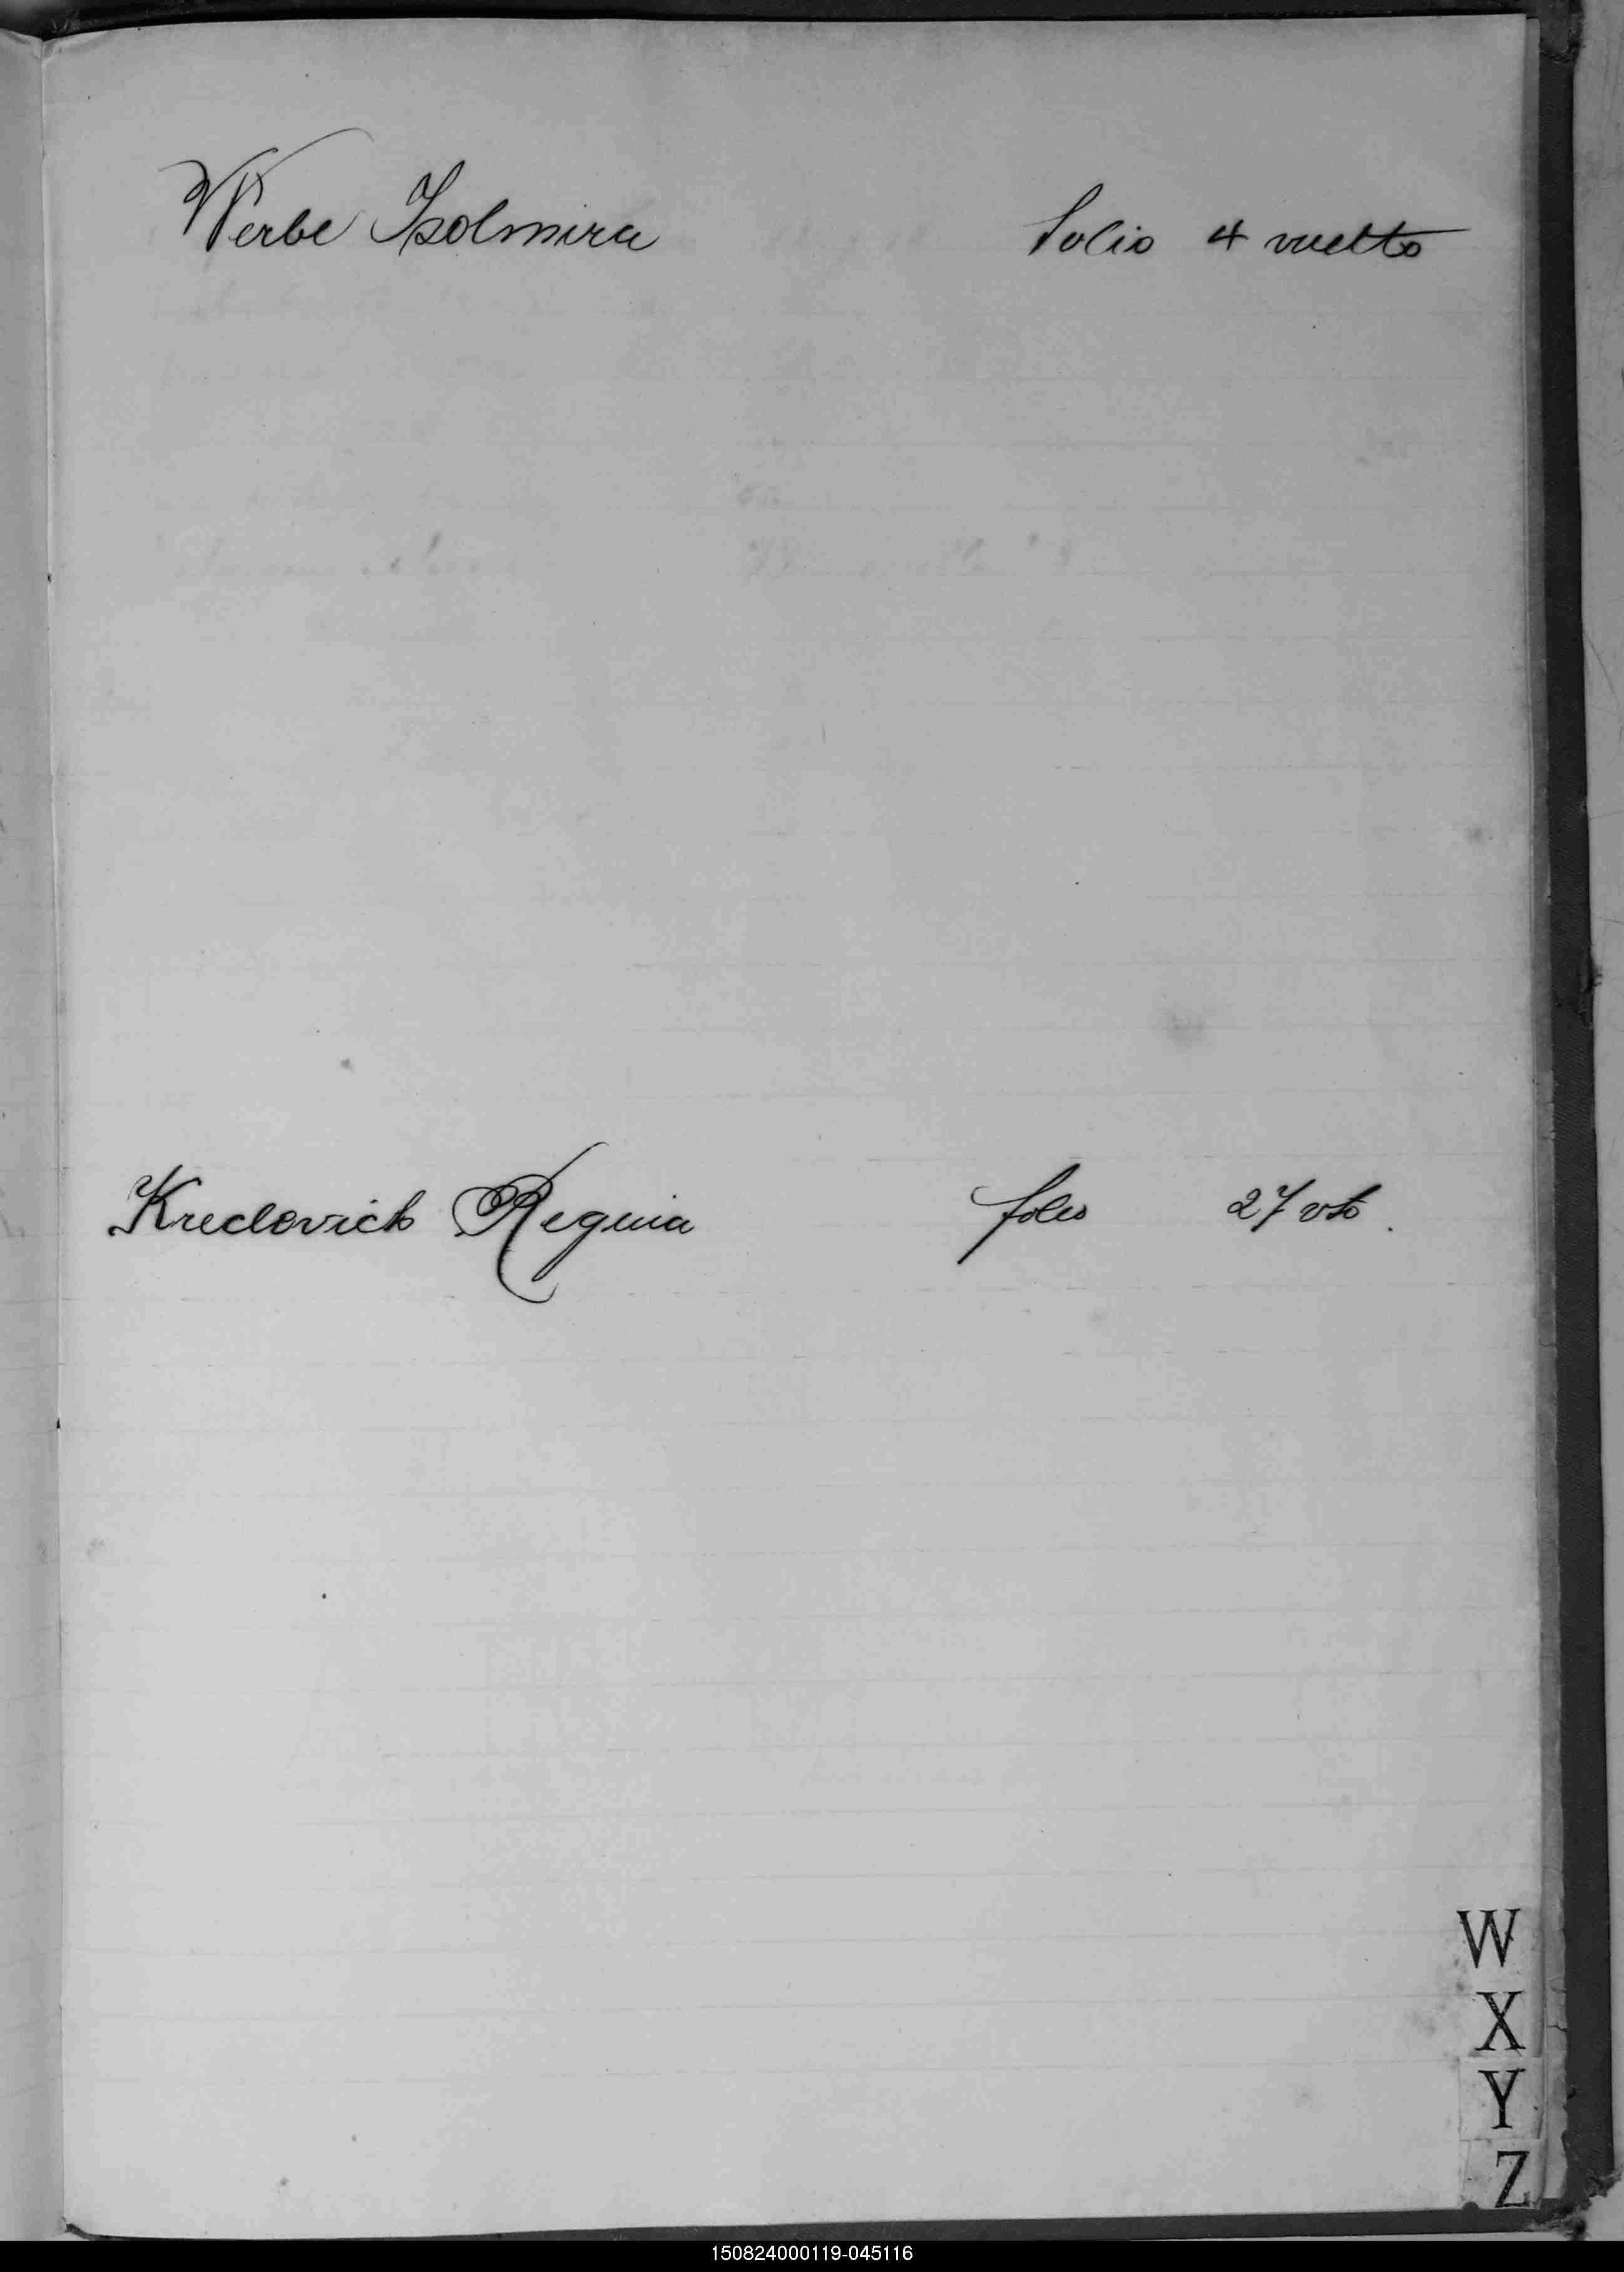 Werbe Isolmira folio 4 vuelto
Kreclovich Regina folio 27 vto.
W
X
Y
Z
150824000119-045116